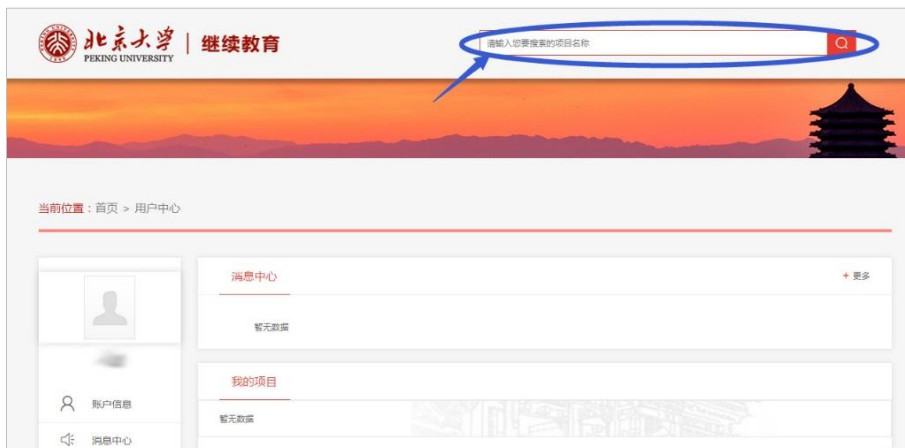 北京大学 | 继续教育
PEKING UNIVERSITY
请输入您要搜索的项目名称
当前位置：首页 > 用户中心
消息中心
+ 更多
暂无数据
我的项目
暂无数据
账户信息
消息中心